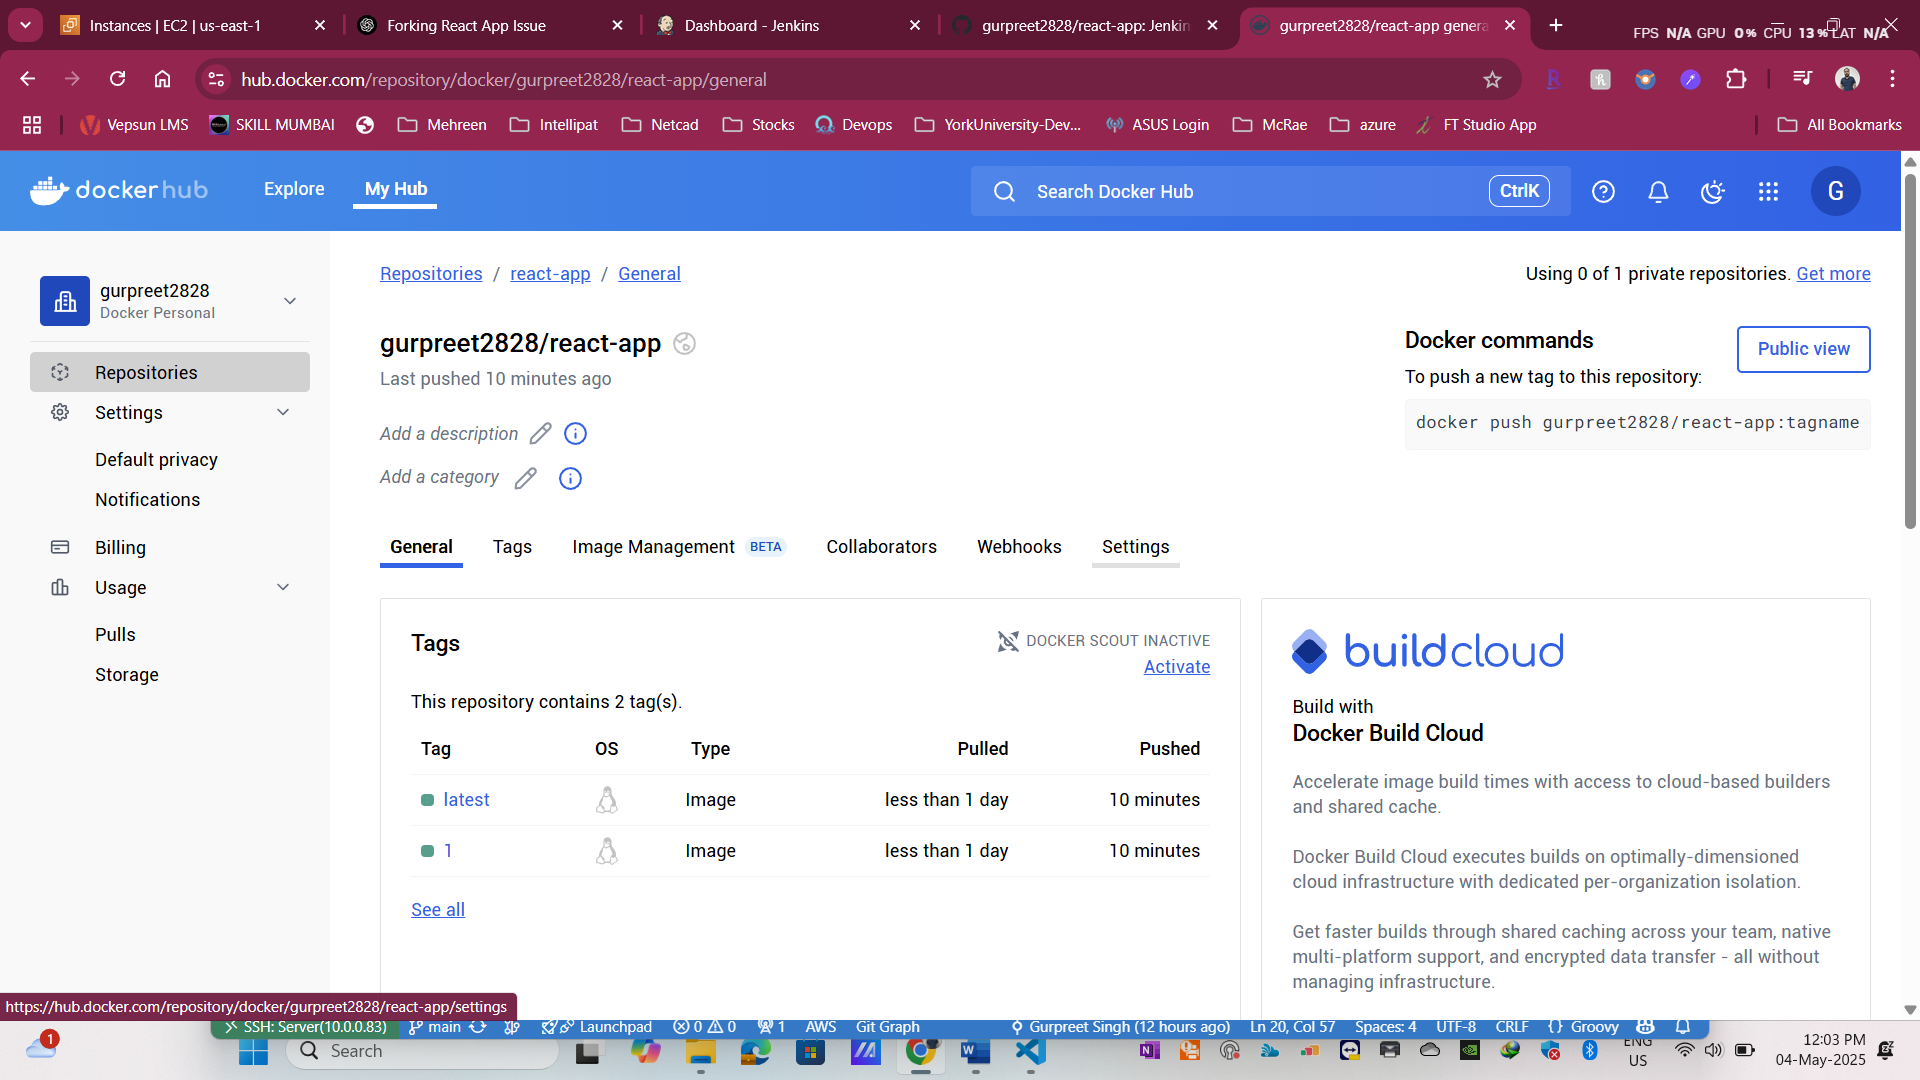 Instances | EC2 | us-east-1
Forking React App Issue
Dashboard - Jenkins
gurpreet2828/react-app: Jenkin
gurpreet2828/react-app genera
FPS N/A GPU 0% CPU 13% LAT N/A
hub.docker.com/repository/docker/gurpreet2828/react-app/general
Vepsun LMS
SKILL MUMBAI
Mehreen
Intellipat
Netcad
Stocks
Devops
YorkUniversity-Dev...
ASUS Login
McRae
azure
FT Studio App
All Bookmarks
dockerhub
Explore
My Hub
Search Docker Hub
CtrlK
G
gurpreet2828
Docker Personal
Repositories
Settings
Default privacy
Notifications
Billing
Usage
Pulls
Storage
Repositories / react-app / General
Using 0 of 1 private repositories. Get more
gurpreet2828/react-app
Last pushed 10 minutes ago
Add a description
Add a category
Docker commands
Public view
To push a new tag to this repository:
docker push gurpreet2828/react-app:tagname
General
Tags
Image Management BETA
Collaborators
Webhooks
Settings
Tags
DOCKER SCOUT INACTIVE
Activate
This repository contains 2 tag(s).
Tag OS Type Pulled Pushed
latest Image less than 1 day 10 minutes
1 Image less than 1 day 10 minutes
See all
buildcloud
Build with
Docker Build Cloud
Accelerate image build times with access to cloud-based builders
and shared cache.
Docker Build Cloud executes builds on optimally-dimensioned
cloud infrastructure with dedicated per-organization isolation.
Get faster builds through shared caching across your team, native
multi-platform support, and encrypted data transfer - all without
managing infrastructure.
https://hub.docker.com/repository/docker/gurpreet2828/react-app/settings
SSH: Server(10.0.0.83)
main
Launchpad
0
0
1
AWS
Git Graph
Gurpreet Singh (12 hours ago)
Ln 20, Col 57
Spaces: 4
UTF-8
CRLF
{} Groovy
1
Search
ENG
US
12:03 PM
04-May-2025